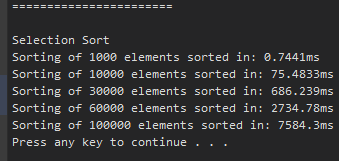 =======================
Selection Sort
Sorting of 1000 elements sorted in: 0.7441ms
Sorting of 10000 elements sorted in: 75.4833ms
Sorting of 30000 elements sorted in: 686.239ms
Sorting of 60000 elements sorted in: 2734.78ms
Sorting of 100000 elements sorted in: 7584.3ms
Press any key to continue . . .